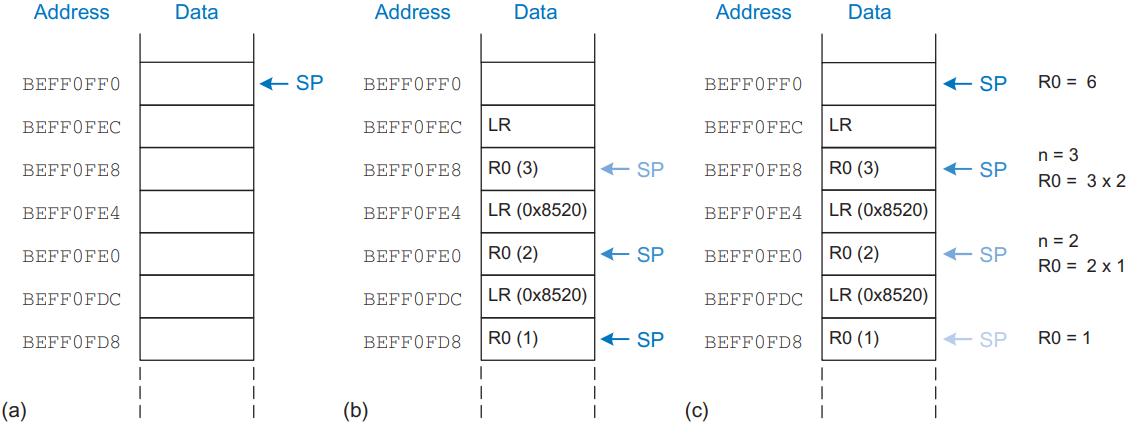 Address Data Address Data Address Data
BEFF0FF0 SP BEFF0FF0 BEFF0FF0 SP R0 = 6
BEFF0FEC BEFF0FEC LR BEFF0FEC LR
BEFF0FE8 BEFF0FE8 R0 (3) SP BEFF0FE8 R0 (3) SP n = 3
R0 = 3 x 2
BEFF0FE4 BEFF0FE4 LR (0x8520) BEFF0FE4 LR (0x8520)
BEFF0FE0 BEFF0FE0 R0 (2) SP BEFF0FE0 R0 (2) SP n = 2
R0 = 2 x 1
BEFF0FDC BEFF0FDC LR (0x8520) BEFF0FDC LR (0x8520)
BEFF0FD8 BEFF0FD8 R0 (1) SP BEFF0FD8 R0 (1) SP R0 = 1
(a) (b) (c)